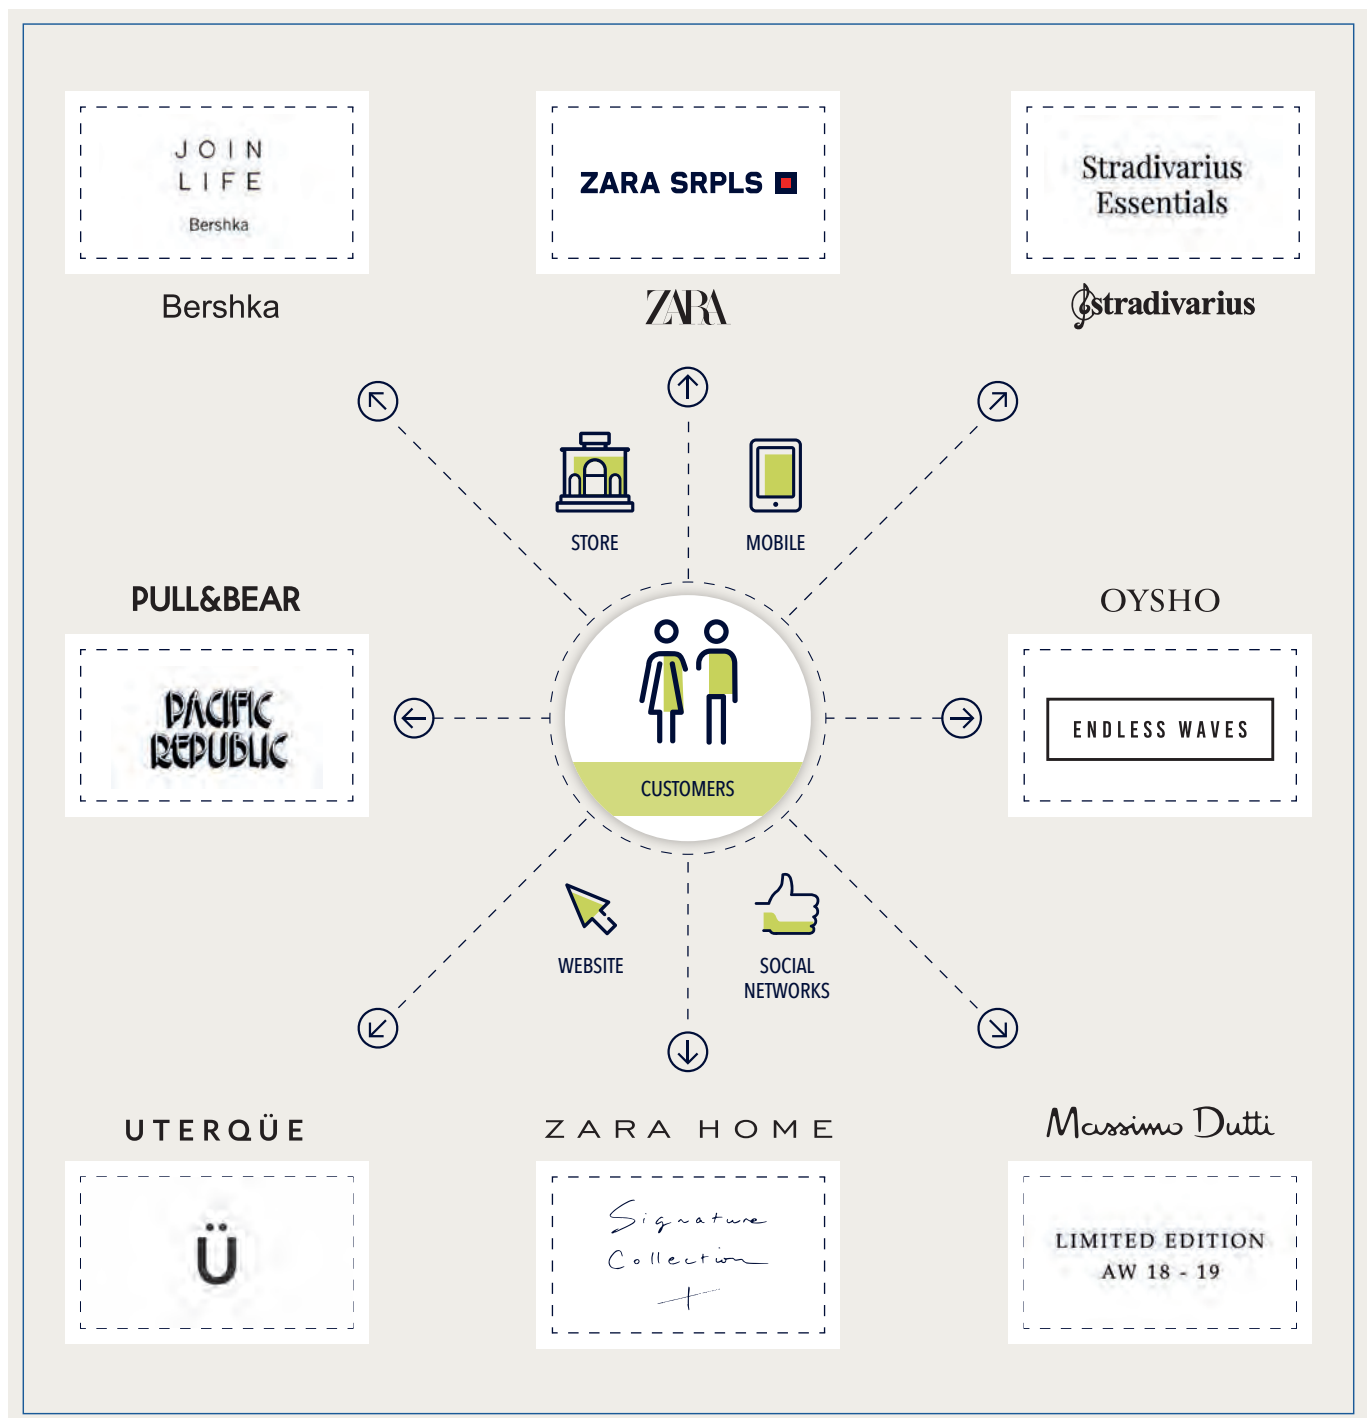 JOIN
LIFE
Bershka
Bershka
ZARA SRPLS
ZARA
Stradivarius
Essentials
stradivarius
STORE
MOBILE
PULL&BEAR
PACIFIC
REPUBLIC
CUSTOMERS
OYSHO
ENDLESS WAVES
WEBSITE
SOCIAL
NETWORKS
UTERQÜE
Ü
ZARA HOME
Signature
Collection
Massimo Dutti
LIMITED EDITION
AW 18 - 19